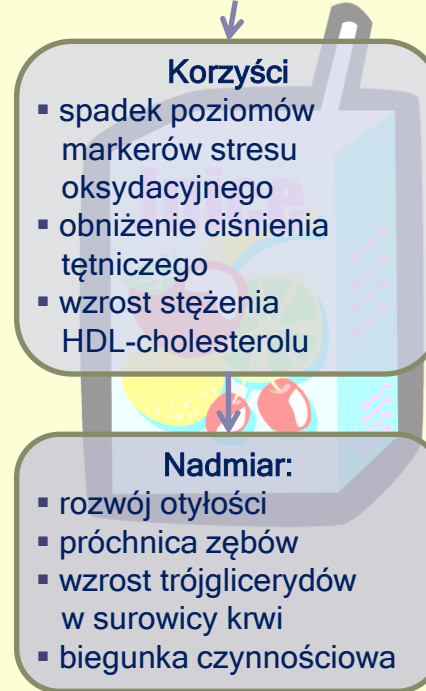 Korzyści
▪ spadek poziomów
markerów stresu
oksydacyjnego
▪ obniżenie ciśnienia
tętniczego
▪ wzrost stężenia
HDL-cholesterolu
Nadmiar:
▪ rozwój otyłości
▪ próchnica zębów
▪ wzrost trójglicerydów
w surowicy krwi
▪ biegunka czynnościowa